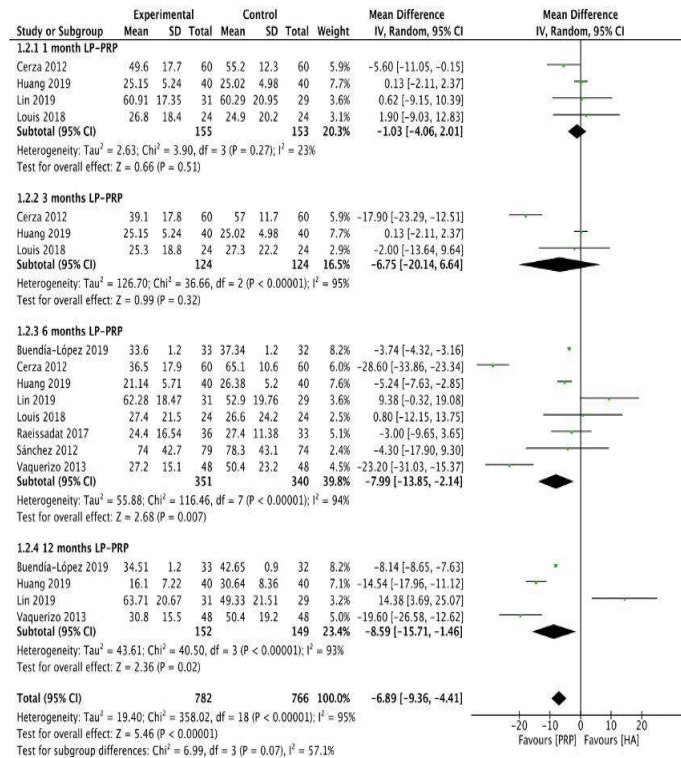 Experimental Control Mean Difference Mean Difference
Study or Subgroup Mean SD Total Mean SD Total Weight IV, Random, 95% CI IV, Random, 95% CI
1.2.1 1 month LP-PRP
Cerza 2012 49.6 17.7 60 55.2 12.3 60 5.9% -5.60 [-11.05, -0.15]
Huang 2019 25.15 5.24 40 25.02 4.98 40 7.7% 0.13 [-2.11, 2.37]
Lin 2019 60.91 17.35 31 60.29 20.95 29 3.7% 0.62 [-9.15, 10.39]
Louis 2018 26.8 18.4 24 24.9 20.2 24 3.1% 1.90 [-9.03, 12.83]
Subtotal (95% CI) 155 153 20.3% -1.03 [-4.06, 2.01]
Heterogeneity: Tau² = 2.63; Chi² = 3.90, df = 3 (P = 0.27); I² = 23%
Test for overall effect: Z = 0.66 (P = 0.51)
1.2.2 3 months LP-PRP
Cerza 2012 39.1 17.8 60 57 11.7 60 5.9% -17.90 [-23.29, -12.51]
Huang 2019 25.15 5.24 40 25.02 4.98 40 7.7% 0.13 [-2.11, 2.37]
Louis 2018 25.3 18.8 24 27.3 22.2 24 2.9% -2.00 [-13.64, 9.64]
Subtotal (95% CI) 124 124 16.5% -6.75 [-20.14, 6.64]
Heterogeneity: Tau² = 126.70; Chi² = 36.66, df = 2 (P < 0.00001); I² = 95%
Test for overall effect: Z = 0.99 (P = 0.32)
1.2.3 6 months LP-PRP
Buendía-López 2019 33.6 1.2 33 37.34 1.2 32 8.2% -3.74 [-4.32, -3.16]
Cerza 2012 36.5 17.9 60 65.1 10.6 60 5.9% -28.60 [-33.86, -23.34]
Huang 2019 21.14 5.71 40 26.38 5.2 40 7.6% -5.24 [-7.63, -2.85]
Lin 2019 62.28 18.47 31 52.9 19.76 29 3.7% 9.38 [-0.32, 19.08]
Louis 2018 27.4 21.5 24 26.6 24.2 24 2.5% 0.80 [-12.15, 13.75]
Raeissadat 2017 24.4 16.54 36 27.4 11.38 33 5.2% -3.00 [-9.65, 3.65]
Sánchez 2012 74 42.7 79 78.3 43.1 74 2.3% -4.30 [-17.90, 9.30]
Vaquerizo 2013 27.2 15.1 48 50.4 23.2 48 4.5% -23.20 [-31.03, -15.37]
Subtotal (95% CI) 351 340 39.8% -7.99 [-13.85, -2.14]
Heterogeneity: Tau² = 55.88; Chi² = 116.46, df = 7 (P < 0.00001); I² = 94%
Test for overall effect: Z = 2.68 (P = 0.007)
1.2.4 12 months LP-PRP
Buendía-López 2019 34.51 1.2 33 42.65 0.9 32 8.2% -8.14 [-8.65, -7.63]
Huang 2019 16.1 7.22 40 30.64 8.36 40 7.1% -14.54 [-17.96, -11.12]
Lin 2019 63.71 20.67 31 49.33 21.51 29 3.2% 14.38 [3.69, 25.07]
Vaquerizo 2013 30.8 15.5 48 50.4 19.2 48 5.0% -19.60 [-26.58, -12.62]
Subtotal (95% CI) 152 149 23.4% -8.59 [-15.71, -1.46]
Heterogeneity: Tau² = 43.61; Chi² = 40.50, df = 3 (P < 0.00001); I² = 93%
Test for overall effect: Z = 2.36 (P = 0.02)
Total (95% CI) 782 766 100.0% -6.89 [-9.36, -4.41]
Heterogeneity: Tau² = 19.40; Chi² = 358.02, df = 18 (P < 0.00001); I² = 95%
Test for overall effect: Z = 5.46 (P < 0.00001)
Test for subgroup differences: Chi² = 6.99, df = 3 (P = 0.07), I² = 57.1%
-20 -10 0 10 20
Favours [PRP] Favours [HA]